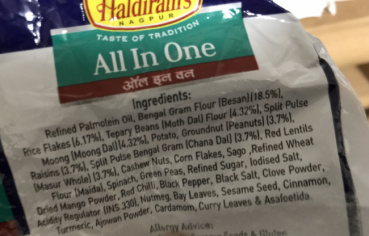 Haldiram's
NAGPUR
TASTE OF TRADITION
All In One
ऑल इन वन
Ingredients:
Refined Palmolein Oil, Bengal Gram Flour (Besan)(18.5%),
Rice Flakes (6.17%), Tepary Beans (Moth Dal) Flour (4.32%), Split Pulse
Moong (Moong Dal)(4.32%), Potato, Groundnut (Peanuts) (3.7%),
Raisins (3.7%), Split Pulse Bengal Gram (Chana Dal) (3.7%), Red Lentils
(Masur Whole) (3.7%), Cashew Nuts, Corn Flakes, Sago ,Refined Wheat
Flour (Maida), Spinach, Green Peas, Refined Sugar, Iodised Salt,
Dried Mango Powder, Red Chilli, Black Pepper, Black Salt, Clove Powder,
Acidity Regulator (INS 330), Nutmeg, Bay Leaves, Sesame Seed, Cinnamon,
Turmeric, Ajowan Powder, Cardamom, Curry Leaves & Asafoetida
Allergy Advice: